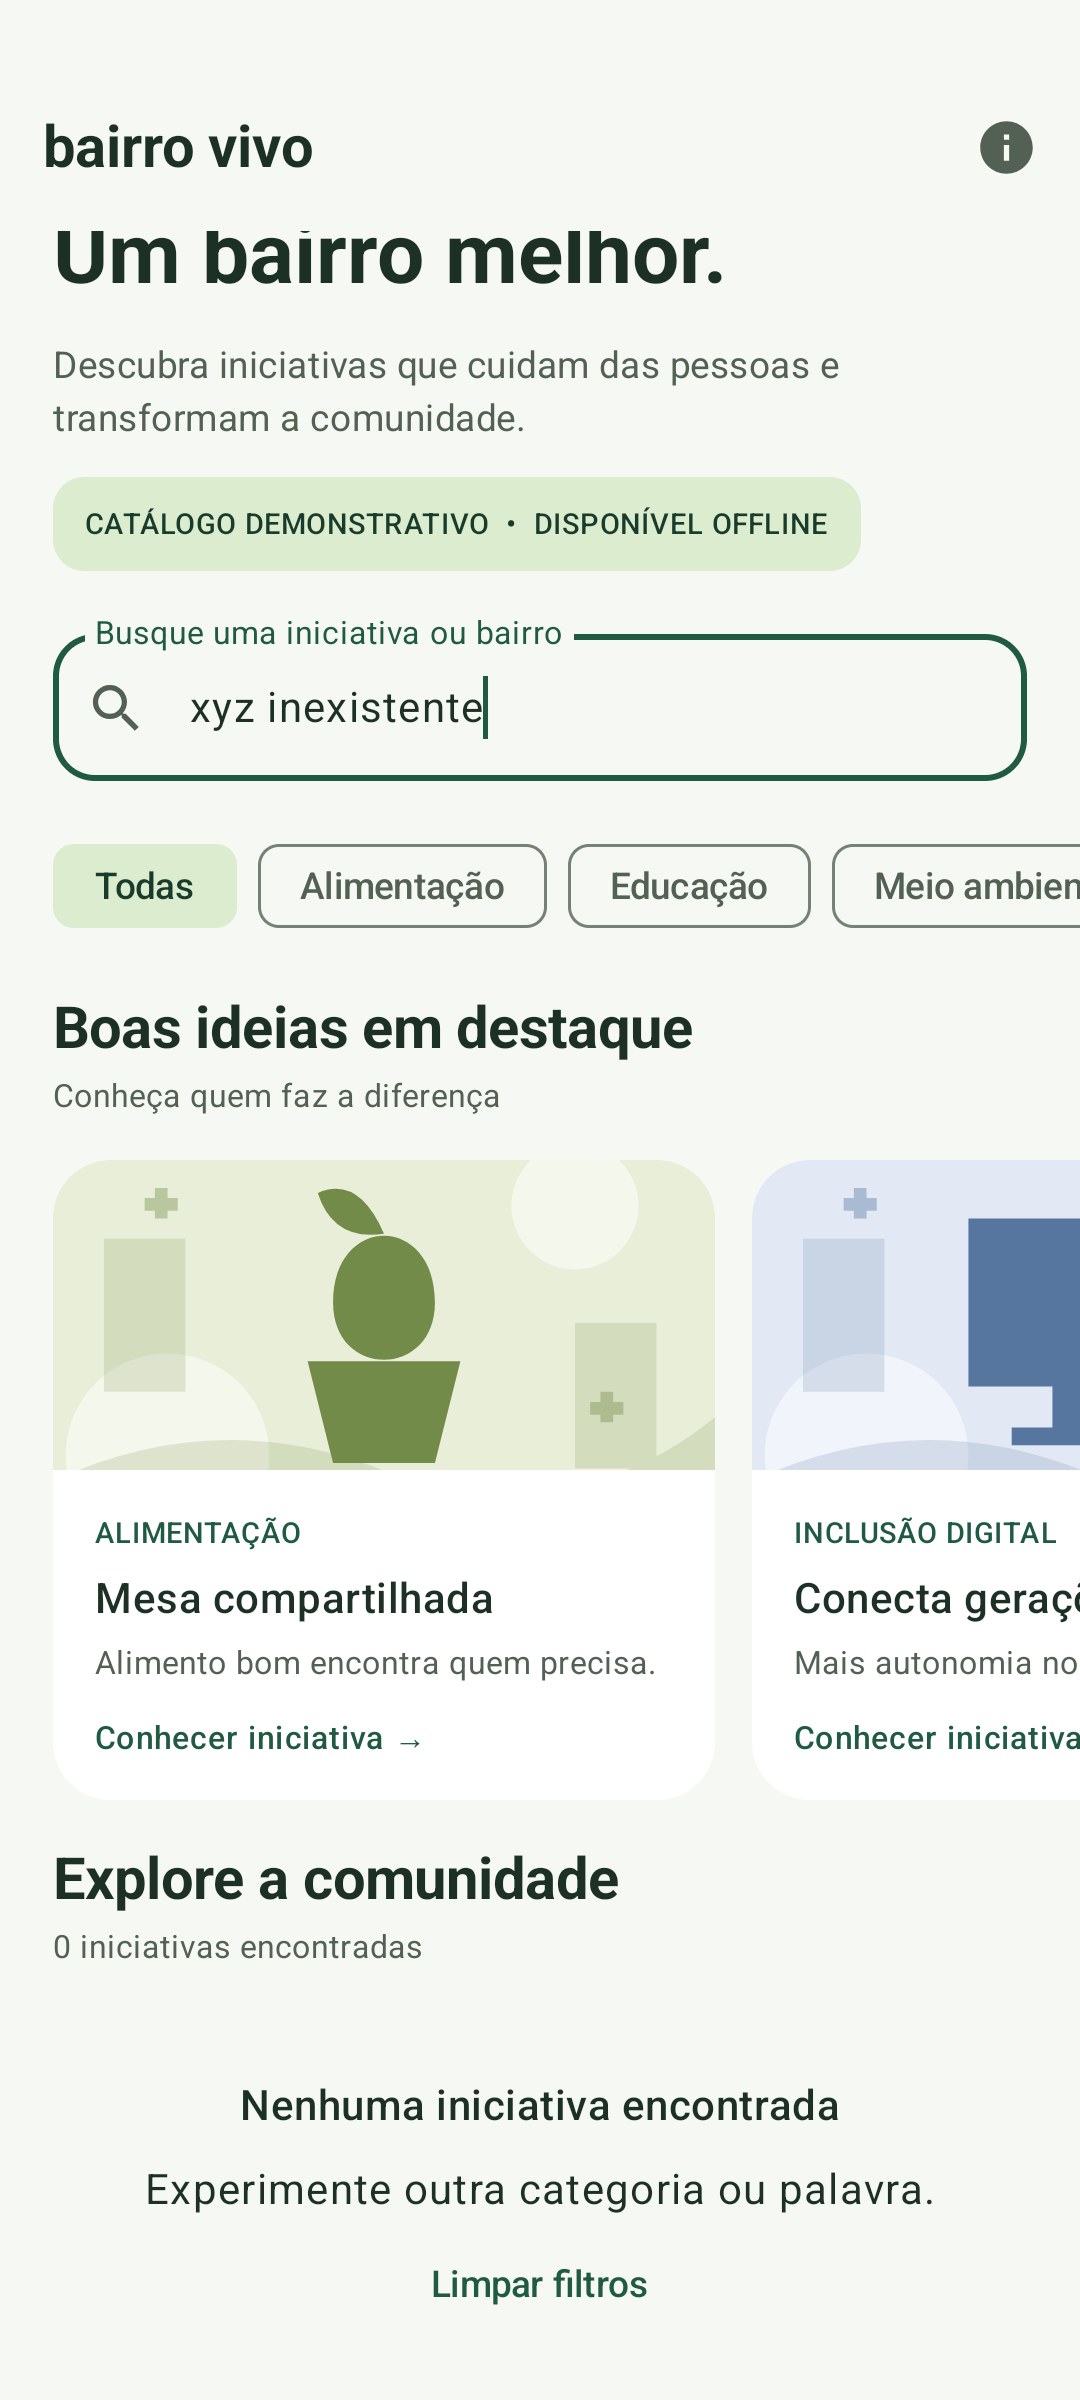 bairro vivo
Um bairro melhor.
Descubra iniciativas que cuidam das pessoas e
transformam a comunidade.
CATÁLOGO DEMONSTRATIVO • DISPONÍVEL OFFLINE
Busque uma iniciativa ou bairro
xyz inexistente
Todas
Alimentação
Educação
Meio ambien
Boas ideias em destaque
Conheça quem faz a diferença
ALIMENTAÇÃO
Mesa compartilhada
Alimento bom encontra quem precisa.
Conhecer iniciativa →
INCLUSÃO DIGITAL
Conecta geraçõ
Mais autonomia no
Conhecer iniciativa
Explore a comunidade
0 iniciativas encontradas
Nenhuma iniciativa encontrada
Experimente outra categoria ou palavra.
Limpar filtros